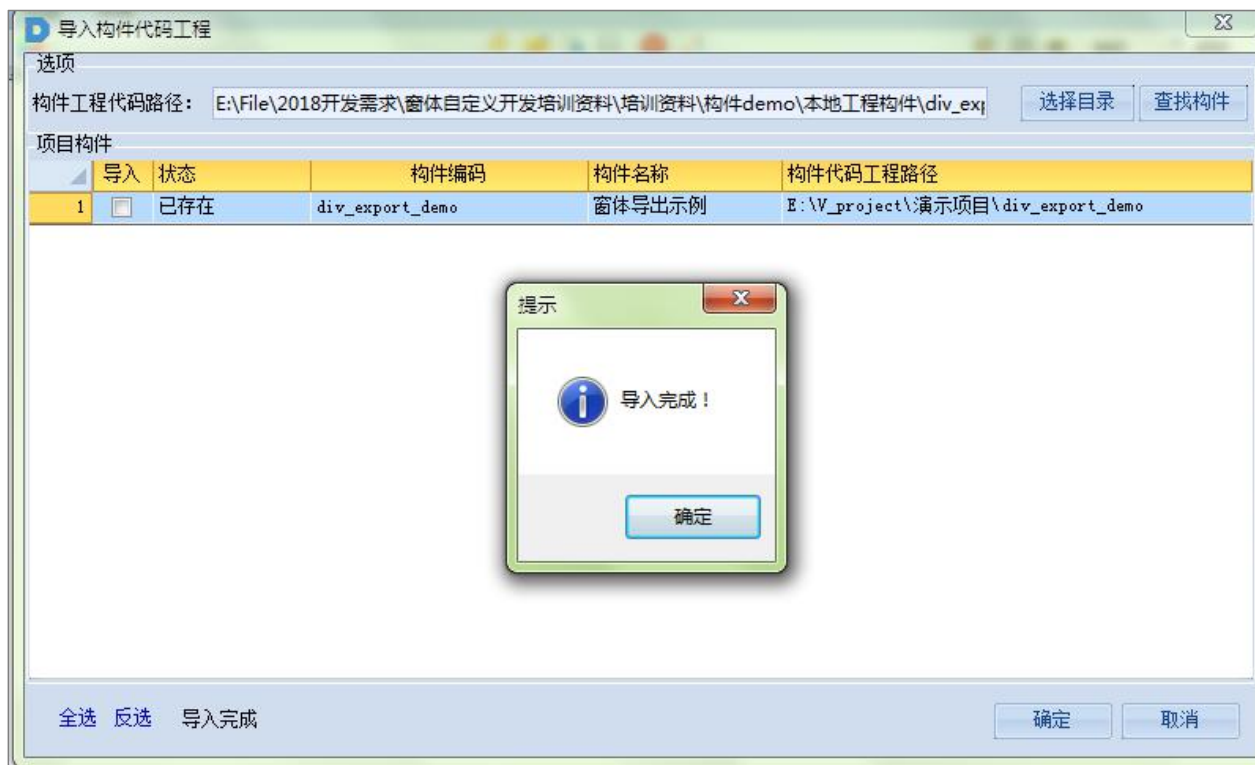 导入构件代码工程
选项
构件工程代码路径： E:\File\2018开发需求\窗体自定义开发培训资料\培训资料\构件demo\本地工程构件\div_exp 选择目录 查找构件
项目构件
导入 状态 构件编码 构件名称 构件代码工程路径
1 已存在 div_export_demo 窗体导出示例 E:\V_project\演示项目\div_export_demo
提示
导入完成！
确定
全选 反选 导入完成 确定 取消